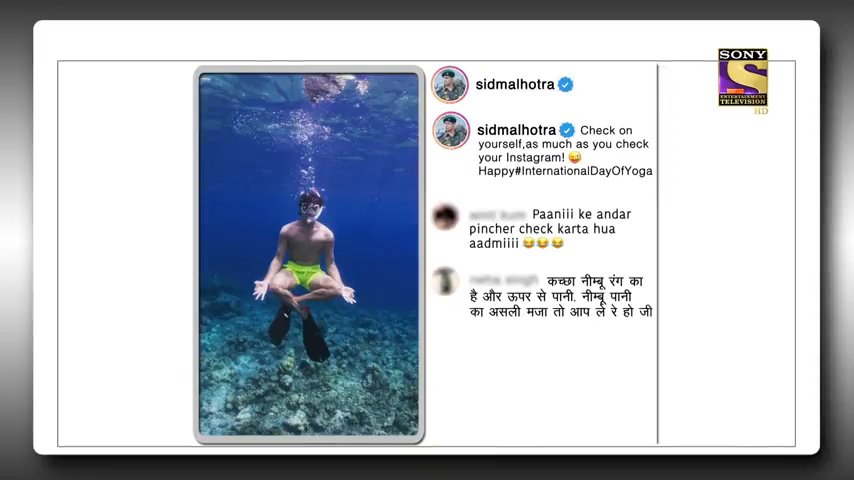 SONY
ENTERTAINMENT
TELEVISION
HD
sidmalhotra
sidmalhotra Check on
yourself,as much as you check
your Instagram! 😜
Happy#InternationalDayOfYoga
Paaniii ke andar
pincher check karta hua
aadmiiii 😂😂😂
कच्छा नीम्बू रंग का
है और ऊपर से पानी. नीम्बू पानी
का असली मजा तो आप ले रे हो जी